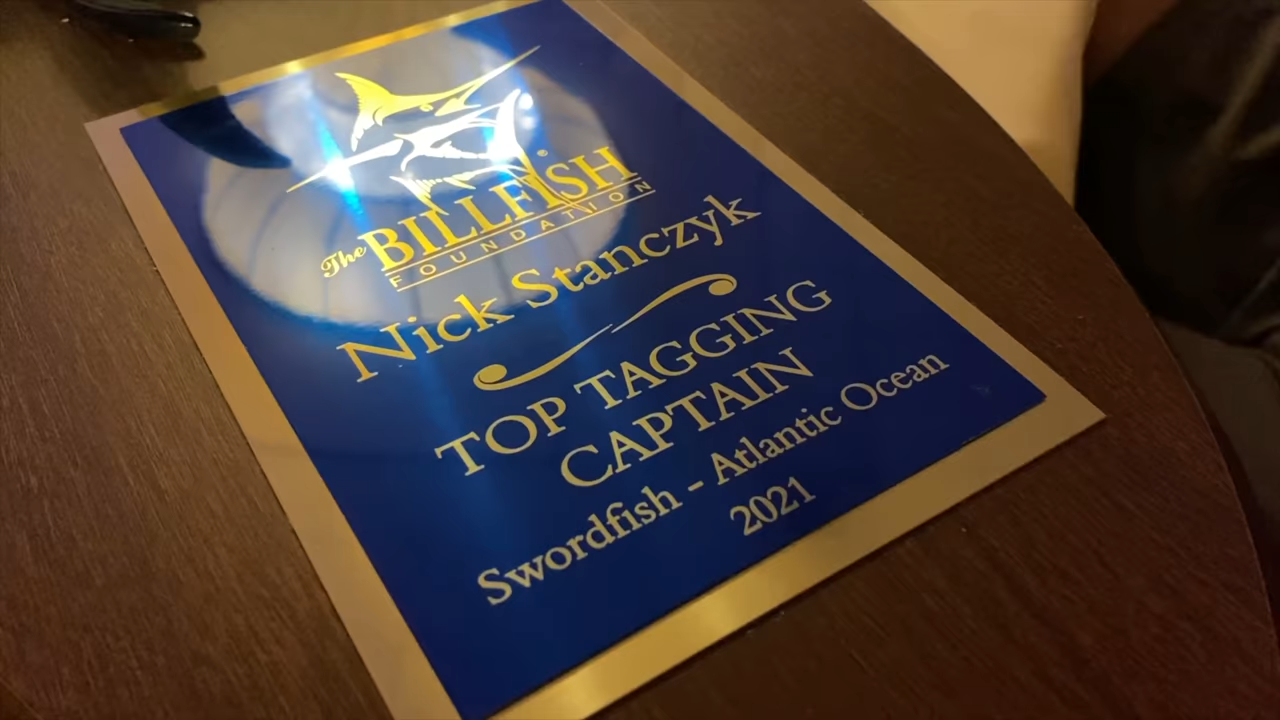 The BILLFISH®
FOUNDATION
Nick Stanczyk
TOP TAGGING
CAPTAIN
Swordfish - Atlantic Ocean
2021